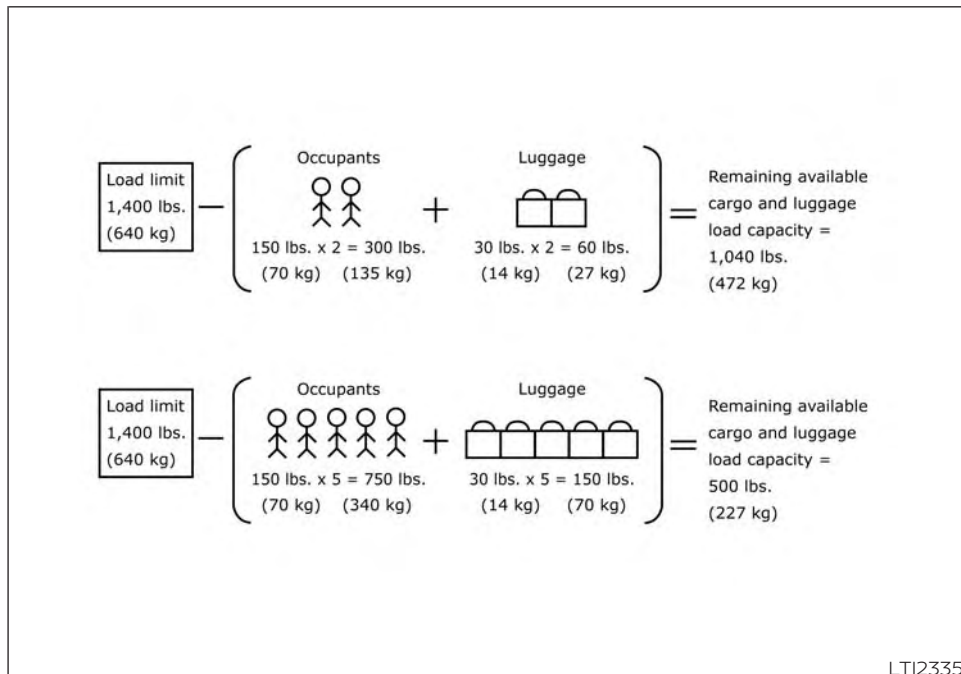 Occupants Luggage
Load limit
1,400 lbs.
(640 kg)
150 lbs. x 2 = 300 lbs.
(70 kg) (135 kg)
30 lbs. x 2 = 60 lbs.
(14 kg) (27 kg)
Remaining available
cargo and luggage
load capacity =
1,040 lbs.
(472 kg)
Occupants Luggage
Load limit
1,400 lbs.
(640 kg)
150 lbs. x 5 = 750 lbs.
(70 kg) (340 kg)
30 lbs. x 5 = 150 lbs.
(14 kg) (70 kg)
Remaining available
cargo and luggage
load capacity =
500 lbs.
(227 kg)
LTI2335